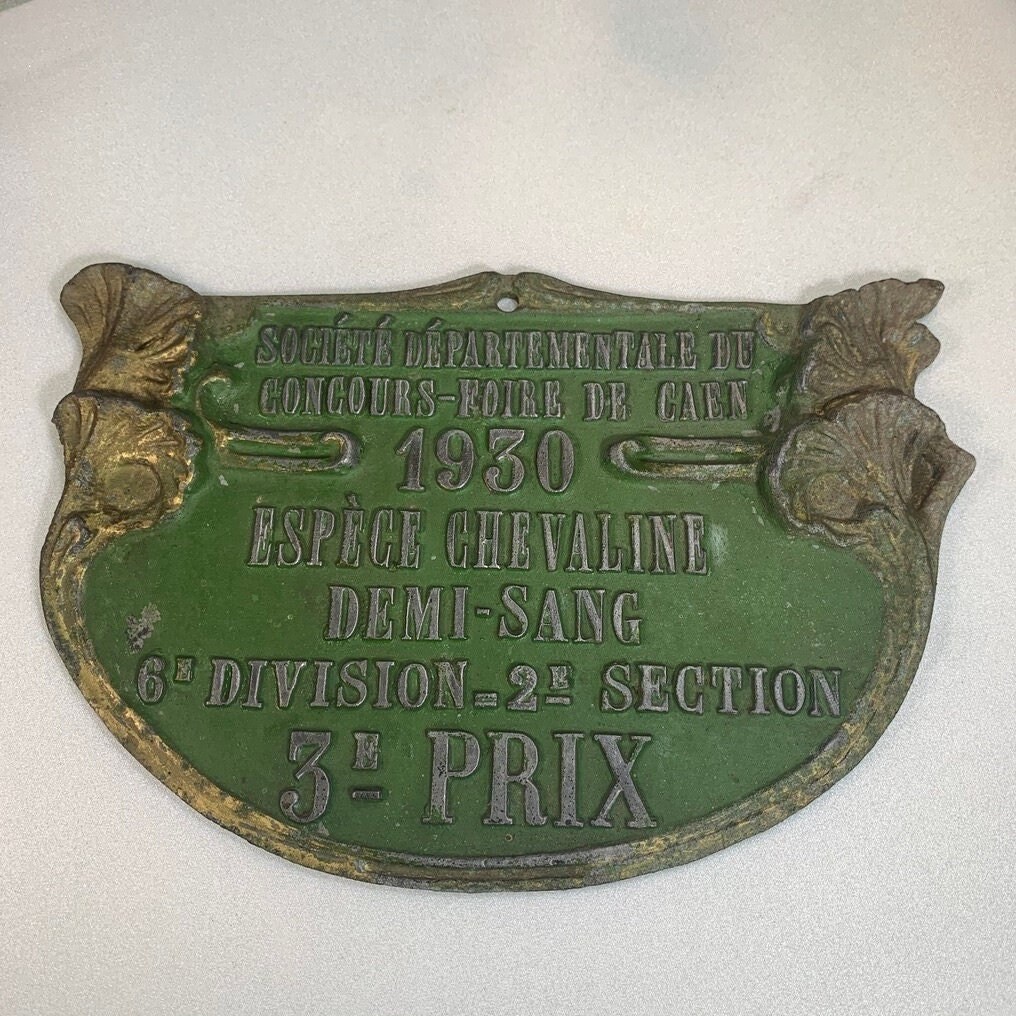 SOCIÉTÉ DÉPARTEMENTALE DU
CONCOURS-FOIRE DE CAEN
1930
ESPÈCE CHEVALINE
DEMI-SANG
6E DIVISION - 2E SECTION
3E PRIX